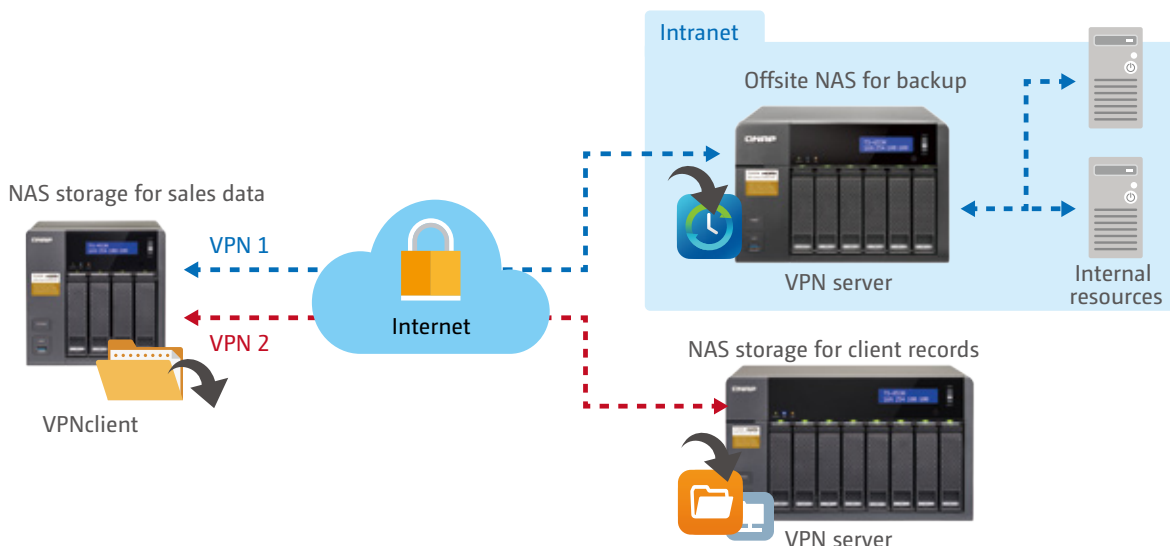 Intranet
Offsite NAS for backup
QNAP
NAS storage for sales data
VPN 1
VPN server
Internal
resources
Internet
VPN 2
NAS storage for client records
VPNclient
VPN server